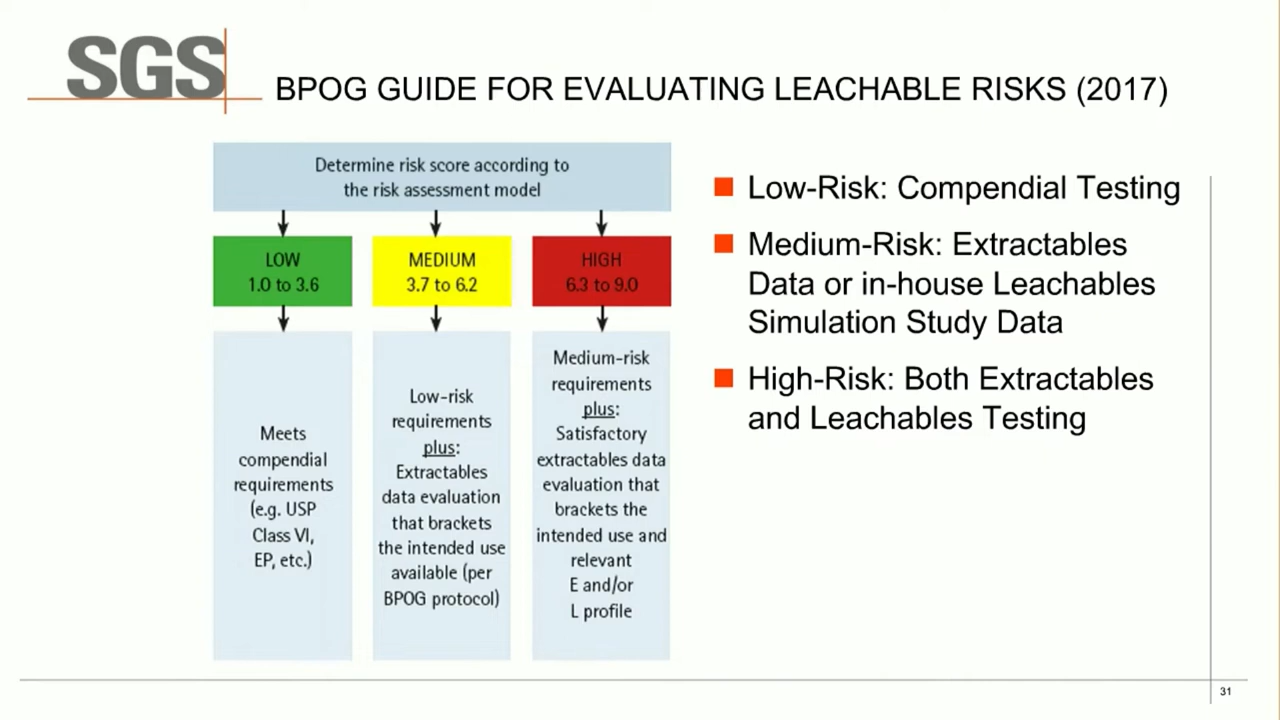 SGS
BPOG GUIDE FOR EVALUATING LEACHABLE RISKS (2017)
Determine risk score according to
the risk assessment model
LOW
1.0 to 3.6
MEDIUM
3.7 to 6.2
HIGH
6.3 to 9.0
Meets
compendial
requirements
(e.g. USP
Class VI,
EP, etc.)
Low-risk
requirements
plus:
Extractables
data evaluation
that brackets
the intended use
available (per
BPOG protocol)
Medium-risk
requirements
plus:
Satisfactory
extractables data
evaluation that
brackets the
intended use and
relevant
E and/or
L profile
Low-Risk: Compendial Testing
Medium-Risk: Extractables
Data or in-house Leachables
Simulation Study Data
High-Risk: Both Extractables
and Leachables Testing
31